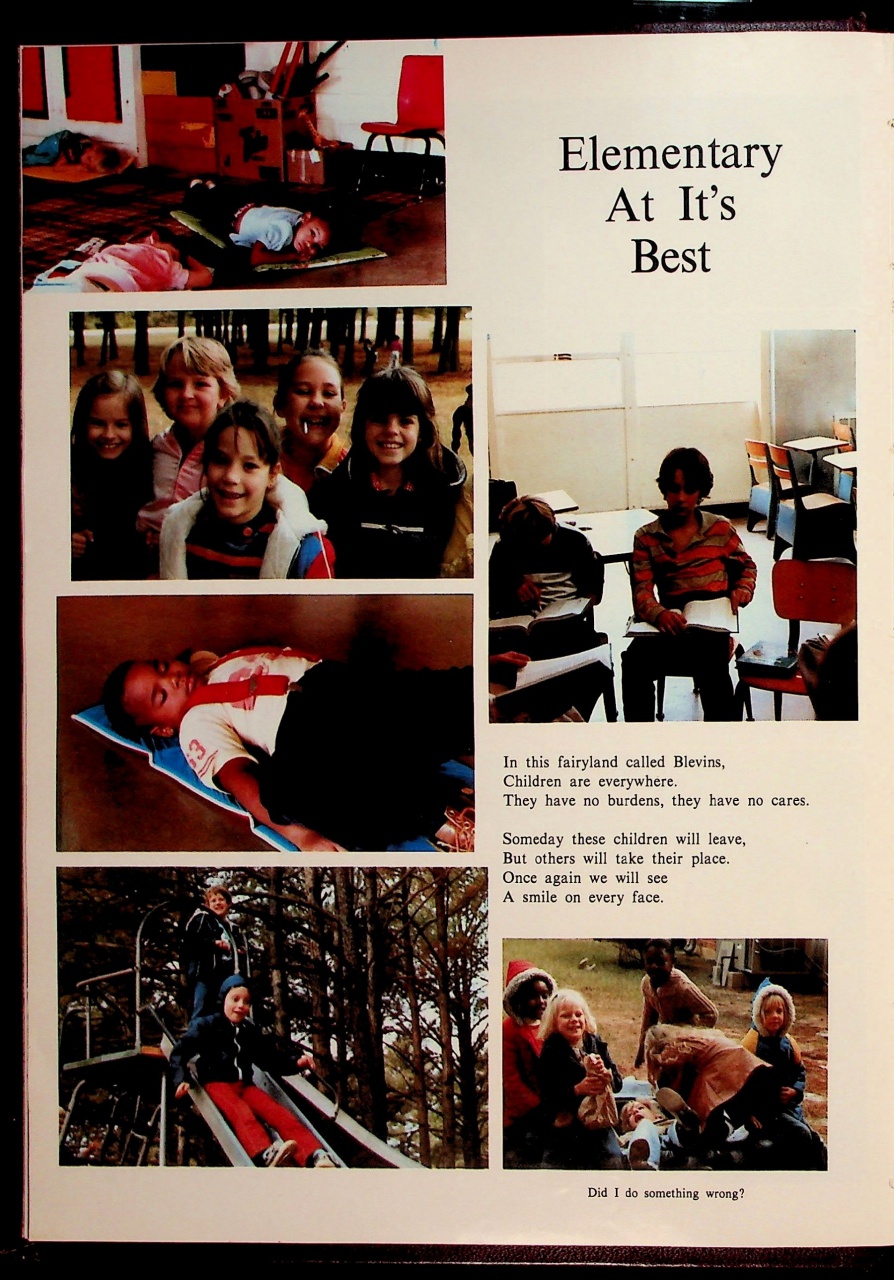 Elementary
At It's
Best
In this fairyland called Blevins,
Children are everywhere.
They have no burdens, they have no cares.
Someday these children will leave,
But others will take their place.
Once again we will see
A smile on every face.
Did I do something wrong?